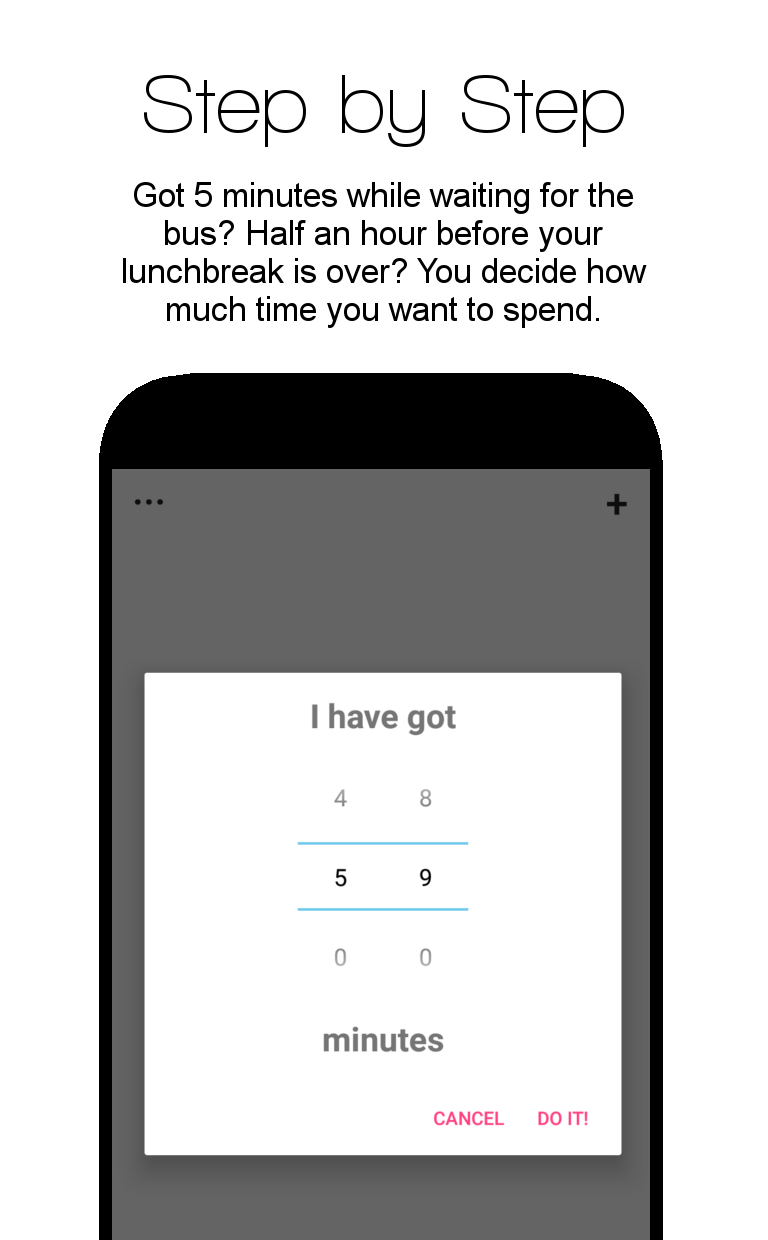 Step by Step
Got 5 minutes while waiting for the
bus? Half an hour before your
lunchbreak is over? You decide how
much time you want to spend.
... +
I have got
4 8
5 9
0 0
minutes
CANCEL DO IT!